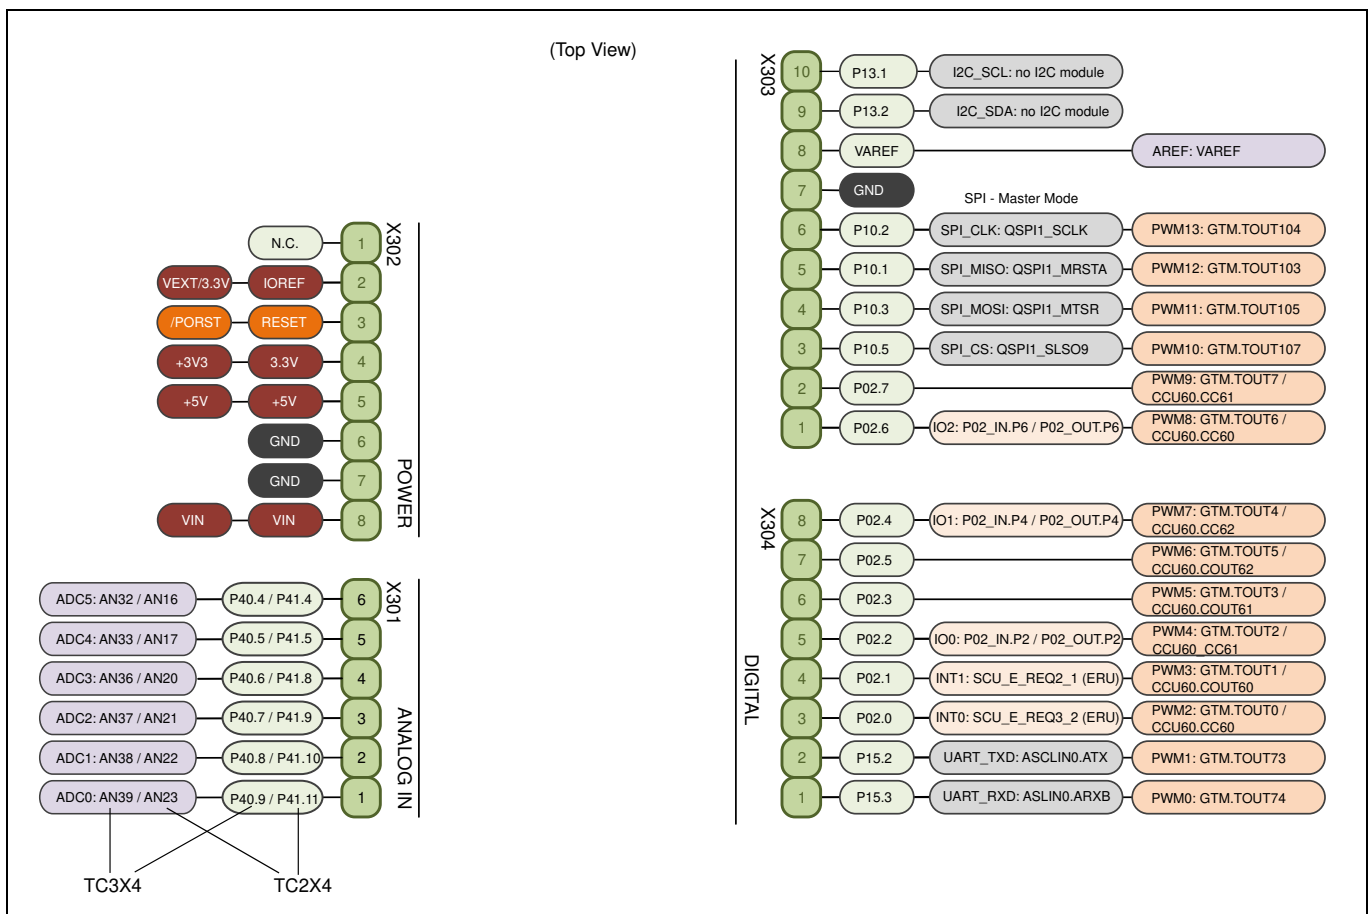 (Top View)
X302
N.C.
1
VEXT/3.3V
IOREF
2
/PORST
RESET
3
+3V3
3.3V
4
+5V
+5V
5
GND
6
GND
7
VIN
VIN
8
POWER
X301
ADC5: AN32 / AN16
P40.4 / P41.4
6
ADC4: AN33 / AN17
P40.5 / P41.5
5
ADC3: AN36 / AN20
P40.6 / P41.8
4
ADC2: AN37 / AN21
P40.7 / P41.9
3
ADC1: AN38 / AN22
P40.8 / P41.10
2
ADC0: AN39 / AN23
P40.9 / P41.11
1
ANALOG IN
TC3X4
TC2X4
X303
10
P13.1
I2C_SCL: no I2C module
9
P13.2
I2C_SDA: no I2C module
8
VAREF
AREF: VAREF
7
GND
SPI - Master Mode
6
P10.2
SPI_CLK: QSPI1_SCLK
PWM13: GTM.TOUT104
5
P10.1
SPI_MISO: QSPI1_MRSTA
PWM12: GTM.TOUT103
4
P10.3
SPI_MOSI: QSPI1_MTSR
PWM11: GTM.TOUT105
3
P10.5
SPI_CS: QSPI1_SLSO9
PWM10: GTM.TOUT107
2
P02.7
PWM9: GTM.TOUT7 /
CCU60.CC61
1
P02.6
IO2: P02_IN.P6 / P02_OUT.P6
PWM8: GTM.TOUT6 /
CCU60.CC60
X304
8
P02.4
IO1: P02_IN.P4 / P02_OUT.P4
PWM7: GTM.TOUT4 /
CCU60.CC62
7
P02.5
PWM6: GTM.TOUT5 /
CCU60.COUT62
6
P02.3
PWM5: GTM.TOUT3 /
CCU60.COUT61
5
P02.2
IO0: P02_IN.P2 / P02_OUT.P2
PWM4: GTM.TOUT2 /
CCU60_CC61
4
P02.1
INT1: SCU_E_REQ2_1 (ERU)
PWM3: GTM.TOUT1 /
CCU60.COUT60
3
P02.0
INT0: SCU_E_REQ3_2 (ERU)
PWM2: GTM.TOUT0 /
CCU60.CC60
2
P15.2
UART_TXD: ASCLIN0.ATX
PWM1: GTM.TOUT73
1
P15.3
UART_RXD: ASLIN0.ARXB
PWM0: GTM.TOUT74
DIGITAL